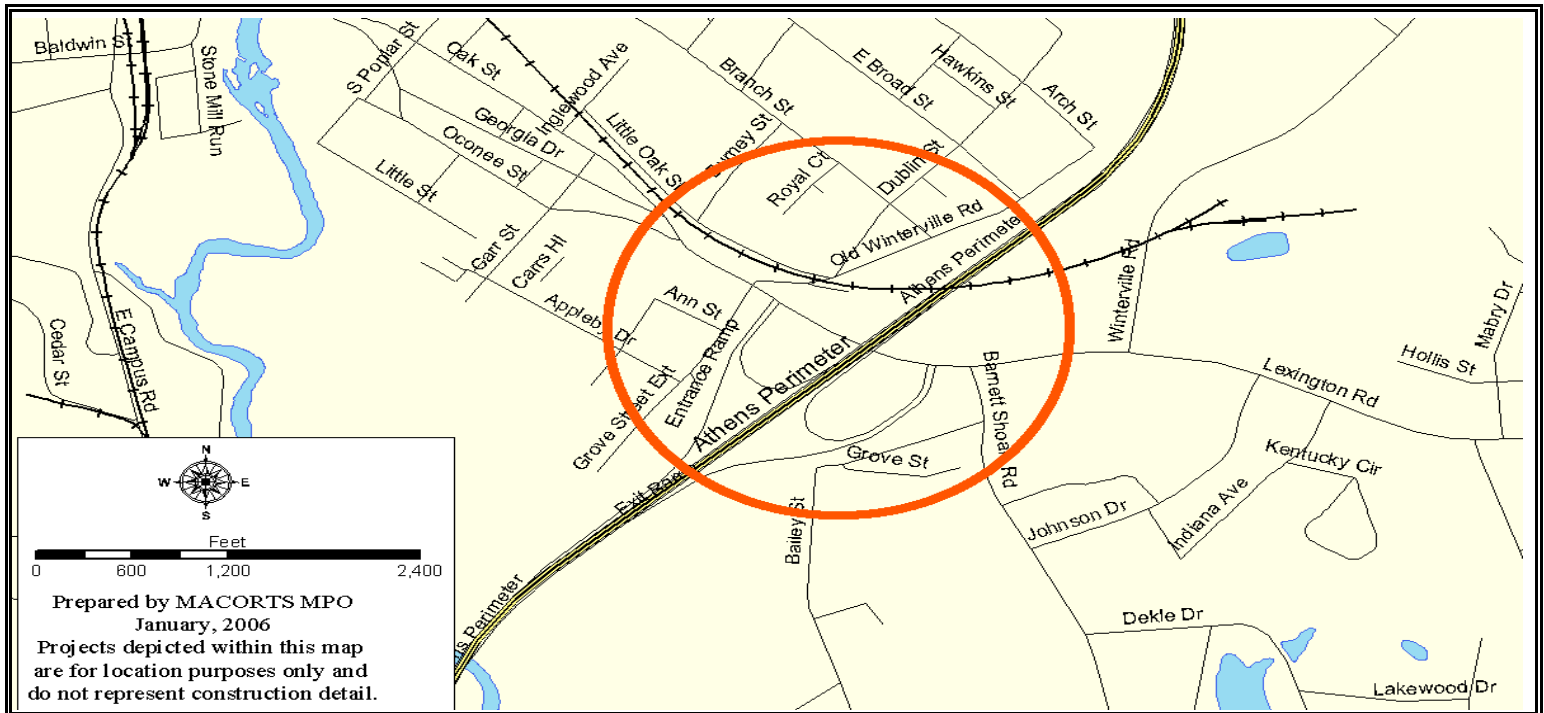 Baldwin St
Stone Mill Run
S Poplar St
Oak St
Inglewood Ave
Georgia Dr
Oconee St
Little St
Little Oak St
Branch St
E Broad St
Hawkins St
Arch St
Royal Ct
Dublin St
Old Winterville Rd
Athens Perimeter
Winterville Rd
Garr St
Carrs Hl
Appleby Dr
Ann St
Entrance Ramp
Grove Street Ext
Athens Perimeter
Cedar St
E Campus Rd
Mabry Dr
Hollis St
Lexington Rd
Barnett Shoals Rd
Grove St
Kentucky Cir
Indiana Ave
Johnson Dr
Bailey St
Exit
Perimeter
Dekle Dr
Lakewood Dr
N
W E
S
Feet
0 600 1,200 2,400
Prepared by MACORTS MPO
January, 2006
Projects depicted within this map
are for location purposes only and
do not represent construction detail.